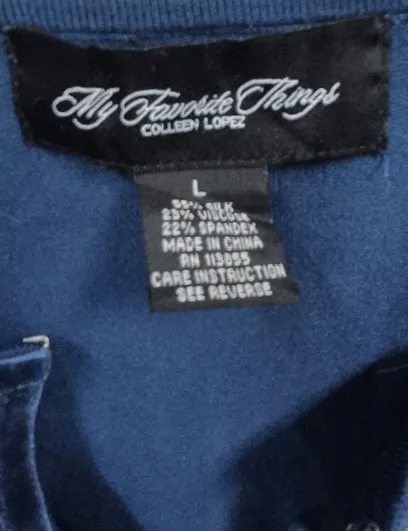 My Favorite Things
COLLEEN LOPEZ
L
55% SILK
23% VISCOSE
22% SPANDEX
MADE IN CHINA
RN 113855
CARE INSTRUCTION
SEE REVERSE